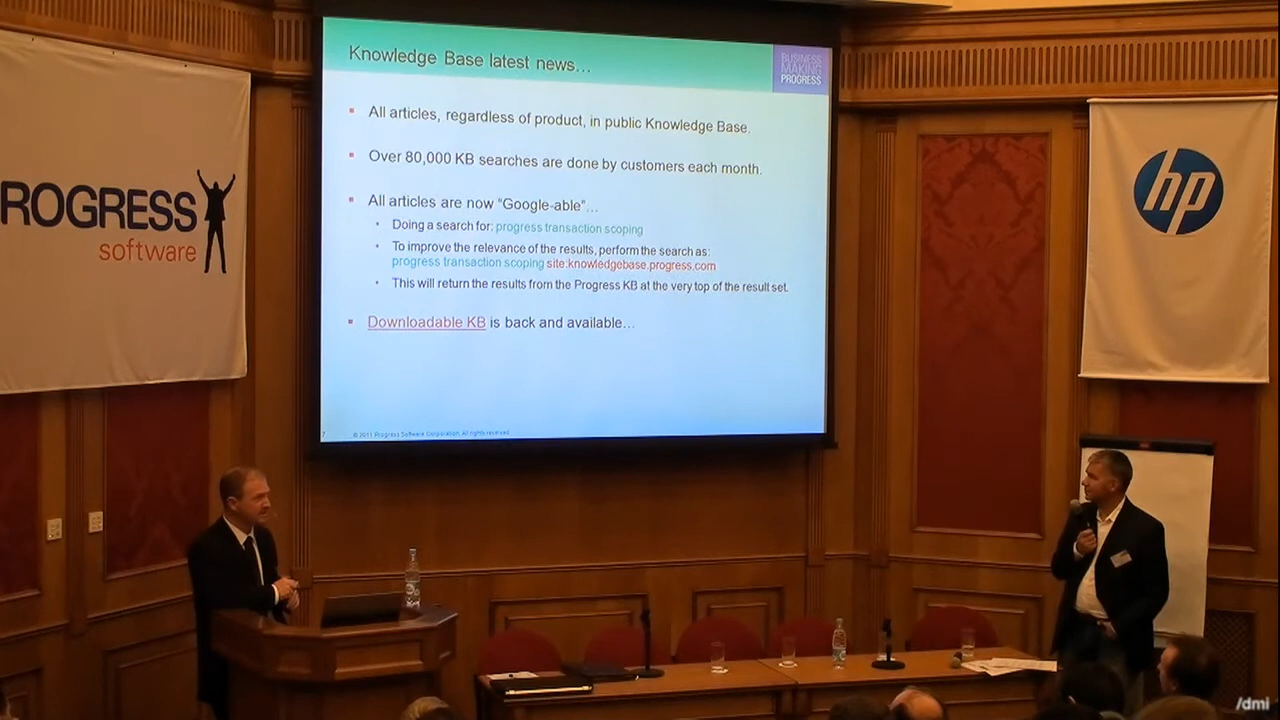 Knowledge Base latest news…
BUSINESS
MAKING
PROGRESS
All articles, regardless of product, in public Knowledge Base.
Over 80,000 KB searches are done by customers each month.
All articles are now "Google-able"…
Doing a search for: progress transaction scoping
To improve the relevance of the results, perform the search as:
progress transaction scoping site:knowledgebase.progress.com
This will return the results from the Progress KB at the very top of the result set.
Downloadable KB is back and available…
7 © 2011 Progress Software Corporation. All rights reserved.
ROGRESS
software
hp
/dmi